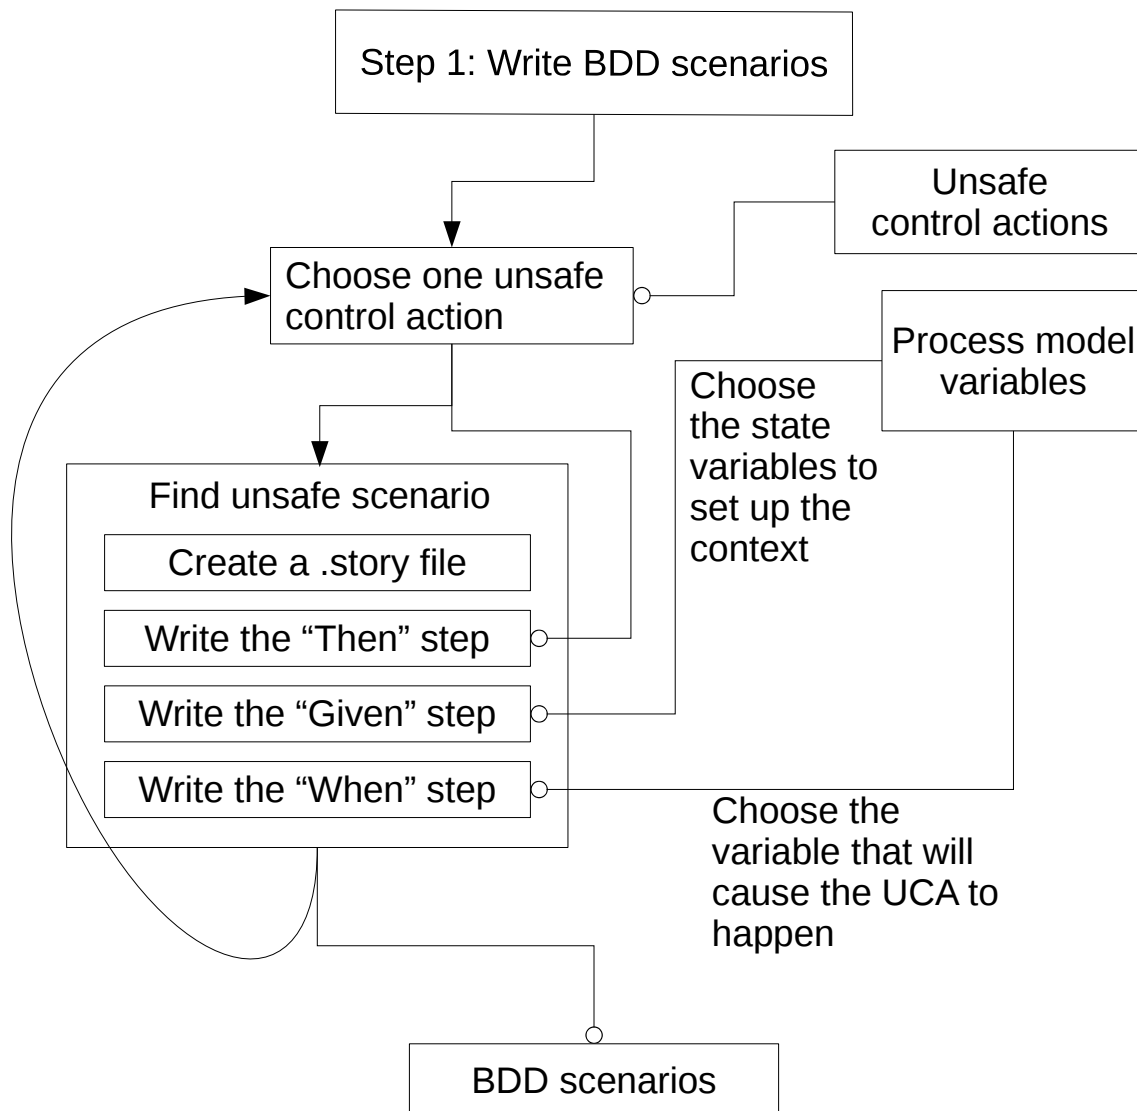 Step 1: Write BDD scenarios
Unsafe
control actions
Choose one unsafe
control action
Process model
variables
Choose
the state
variables to
set up the
context
Find unsafe scenario
Create a .story file
Write the “Then” step
Write the “Given” step
Write the “When” step
Choose the
variable that will
cause the UCA to
happen
BDD scenarios